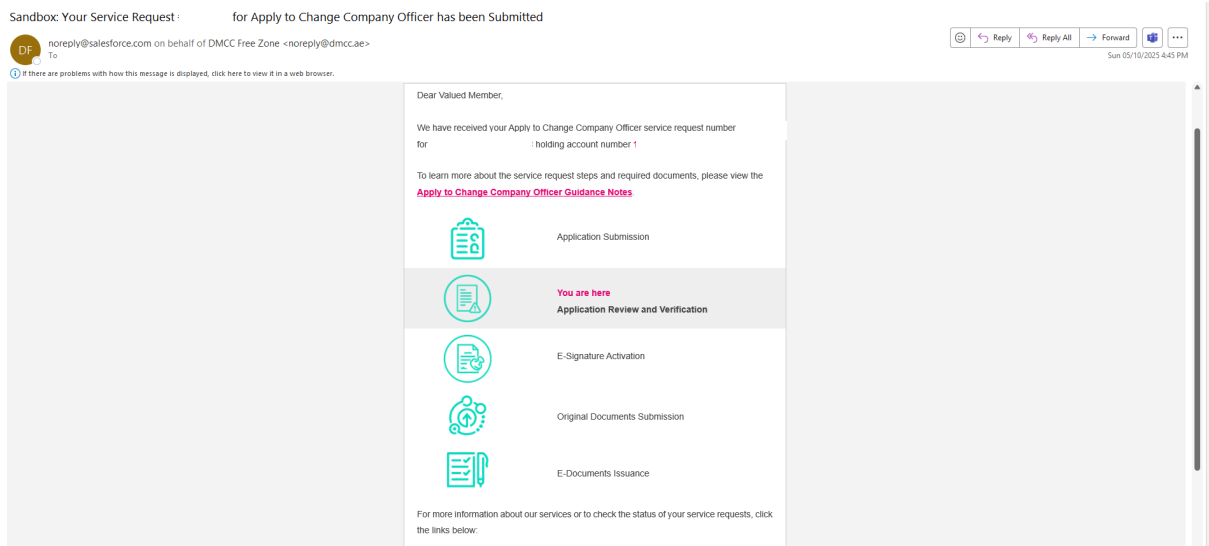 Sandbox: Your Service Request for Apply to Change Company Officer has been Submitted
DF
noreply@salesforce.com on behalf of DMCC Free Zone <noreply@dmcc.ae>
To
Reply
Reply All
Forward
Sun 05/10/2025 4:45 PM
If there are problems with how this message is displayed, click here to view it in a web browser.
Dear Valued Member,
We have received your Apply to Change Company Officer service request number
for holding account number
To learn more about the service request steps and required documents, please view the
Apply to Change Company Officer Guidance Notes.
Application Submission
You are here
Application Review and Verification
E-Signature Activation
Original Documents Submission
E-Documents Issuance
For more information about our services or to check the status of your service requests, click
the links below: